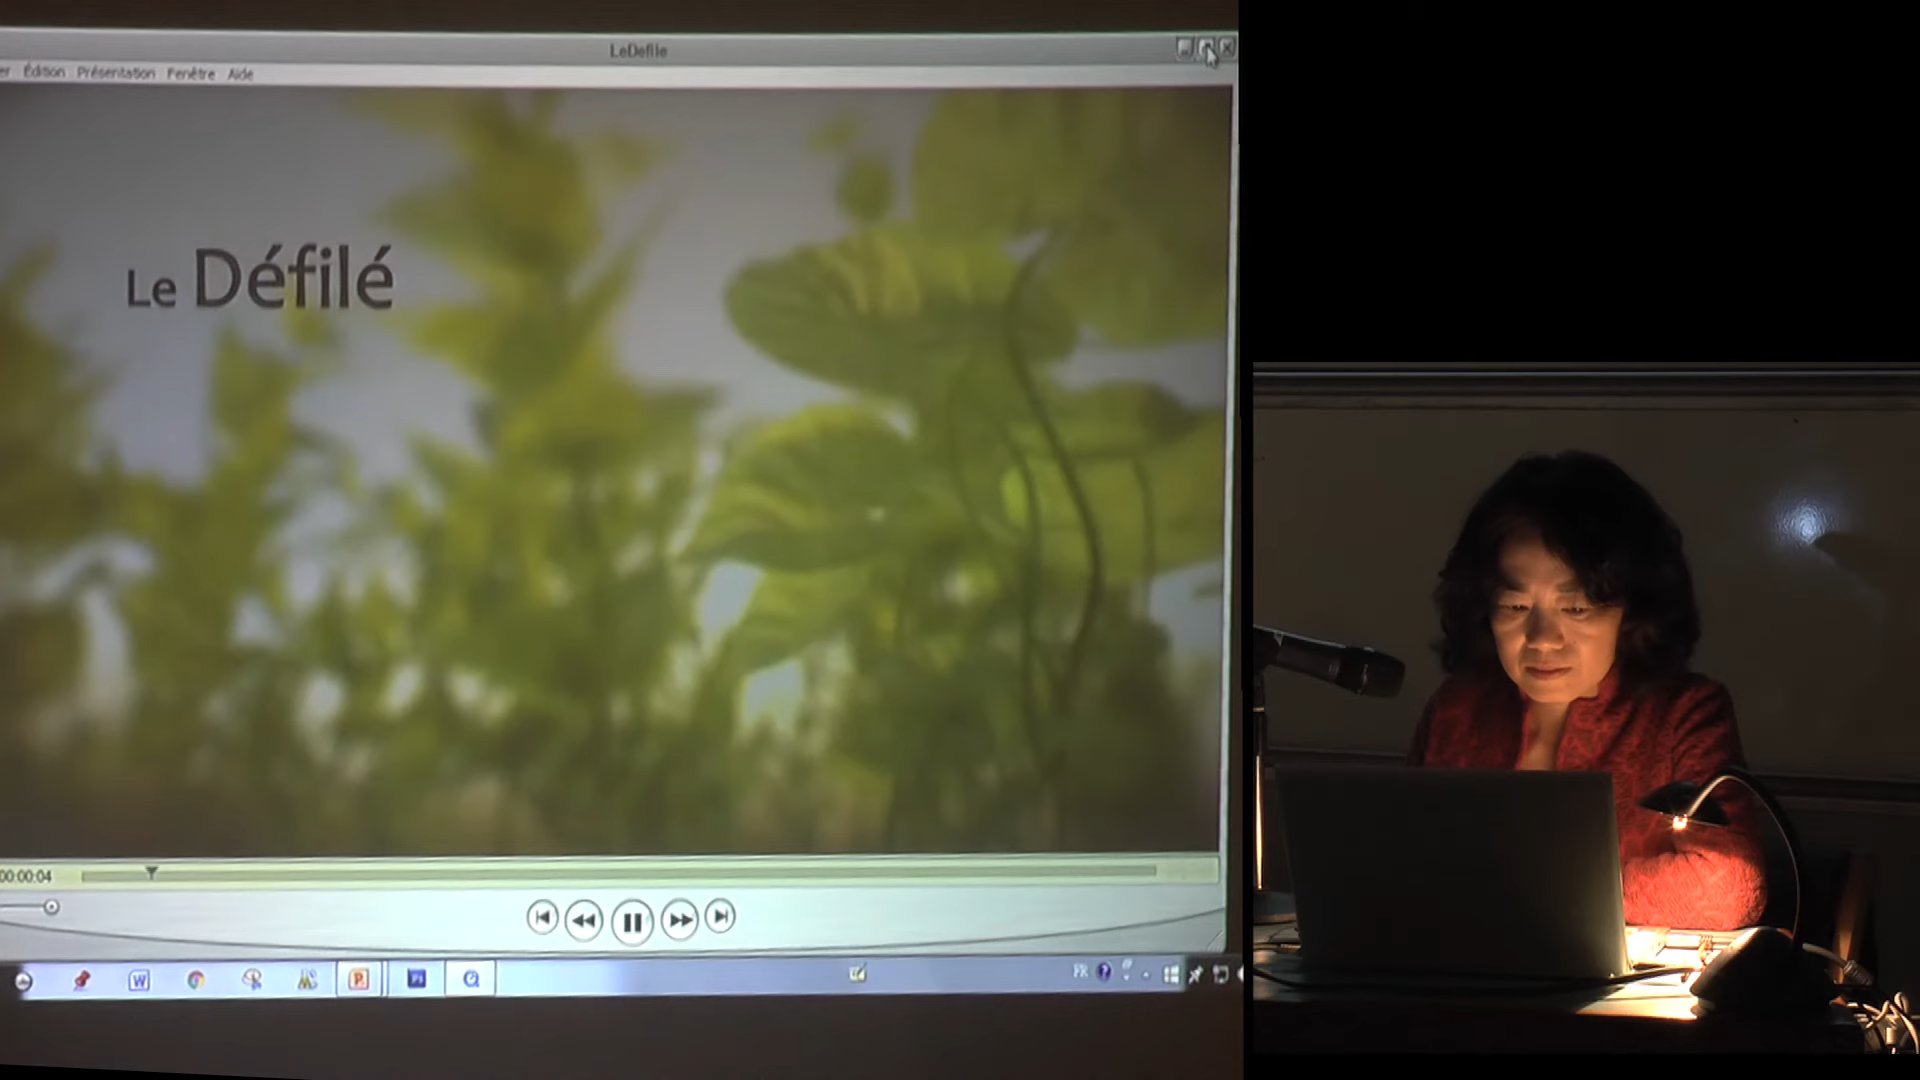 LeDefile
Édition Présentation Fenêtre Aide
Le Défilé
00:00:04
FR